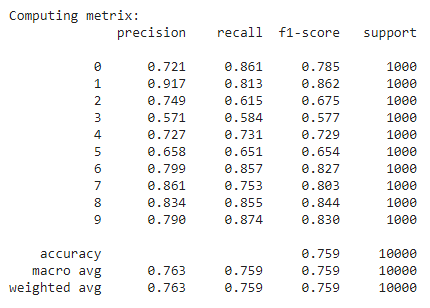 Computing metrix:
precision recall f1-score support
0 0.721 0.861 0.785 1000
1 0.917 0.813 0.862 1000
2 0.749 0.615 0.675 1000
3 0.571 0.584 0.577 1000
4 0.727 0.731 0.729 1000
5 0.658 0.651 0.654 1000
6 0.799 0.857 0.827 1000
7 0.861 0.753 0.803 1000
8 0.834 0.855 0.844 1000
9 0.790 0.874 0.830 1000
accuracy 0.759 10000
macro avg 0.763 0.759 0.759 10000
weighted avg 0.763 0.759 0.759 10000